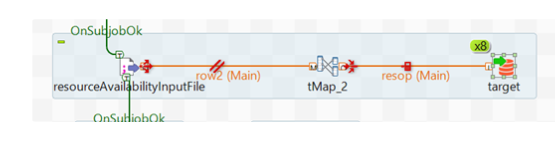 OnSubjobOk
x8
row2 (Main)
resop (Main)
resourceAvailabilityInputFile
tMap_2
target
OnSubjobOk